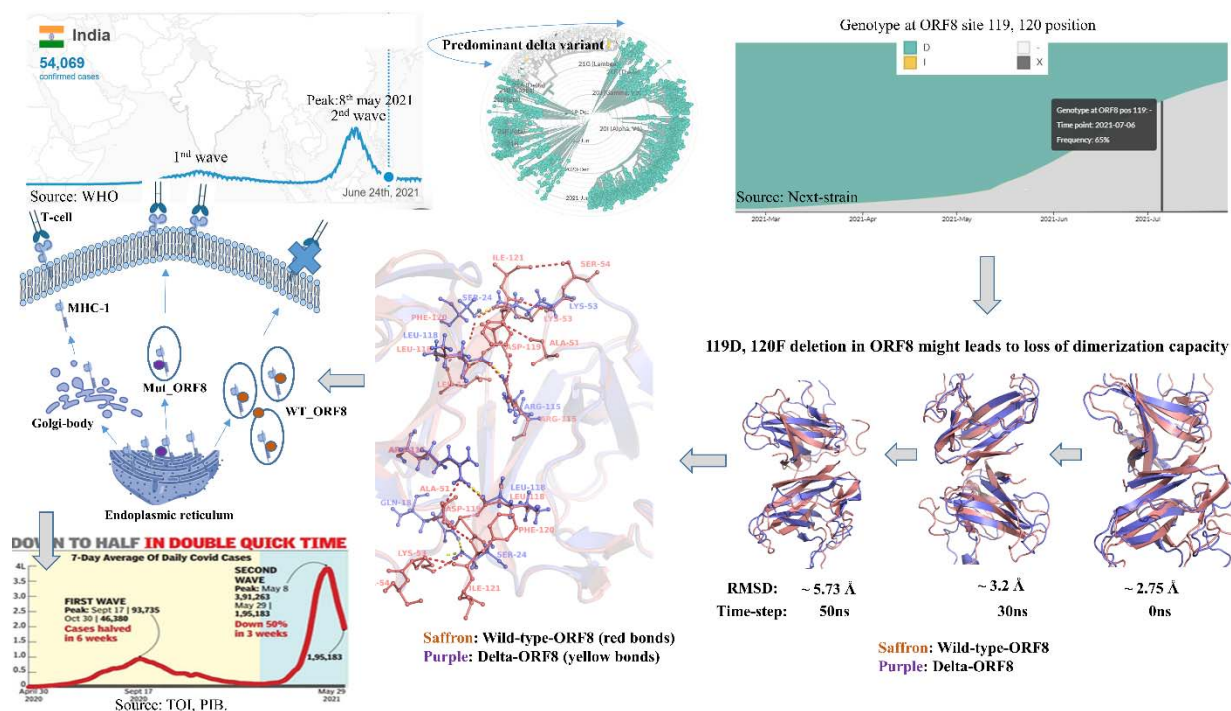 India
54,069
confirmed cases
Peak:8th may 2021
2nd wave
1nd wave
Source: WHO
June 24th, 2021
Predominant delta variant
21G (Lambda)
20I (Alpha, V1)
Genotype at ORF8 site 119, 120 position
D
I
-
X
Genotype at ORF8 pos 119: -
Time point: 2021-07-06
Frequency: 65%
Source: Next-strain
2021-Mar
2021-Apr
2021-May
2021-Jun
2021-Jul
T-cell
MHC-1
Mut_ORF8
WT_ORF8
Golgi-body
Endoplasmic reticulum
ILE-121
SER-54
SER-24
LYS-53
LYS-53
PHE-120
LEU-118
ASP-119
ALA-51
ARG-115
ARG-115
ALA-51
LEU-118
LEU-118
GLN-18
PHE-120
SER-24
ILE-121
Saffron: Wild-type-ORF8 (red bonds)
Purple: Delta-ORF8 (yellow bonds)
119D, 120F deletion in ORF8 might leads to loss of dimerization capacity
RMSD: ~ 5.73 Å ~ 3.2 Å ~ 2.75 Å
Time-step: 50ns 30ns 0ns
Saffron: Wild-type-ORF8
Purple: Delta-ORF8
DOWN TO HALF IN DOUBLE QUICK TIME
7-Day Average Of Daily Covid Cases
4L
3.5
3.0
2.5
2.0
1.5
1.0
0.5
0
FIRST WAVE
Peak: Sept 17 | 93,735
Oct 30 | 46,380
Cases halved
in 6 weeks
SECOND
WAVE
Peak: May 8
3,91,263
May 29 |
1,95,183
Down 50%
in 3 weeks
1,95,183
April 30
2020
Sept 17
2020
May 29
2021
Source: TOI, PIB.